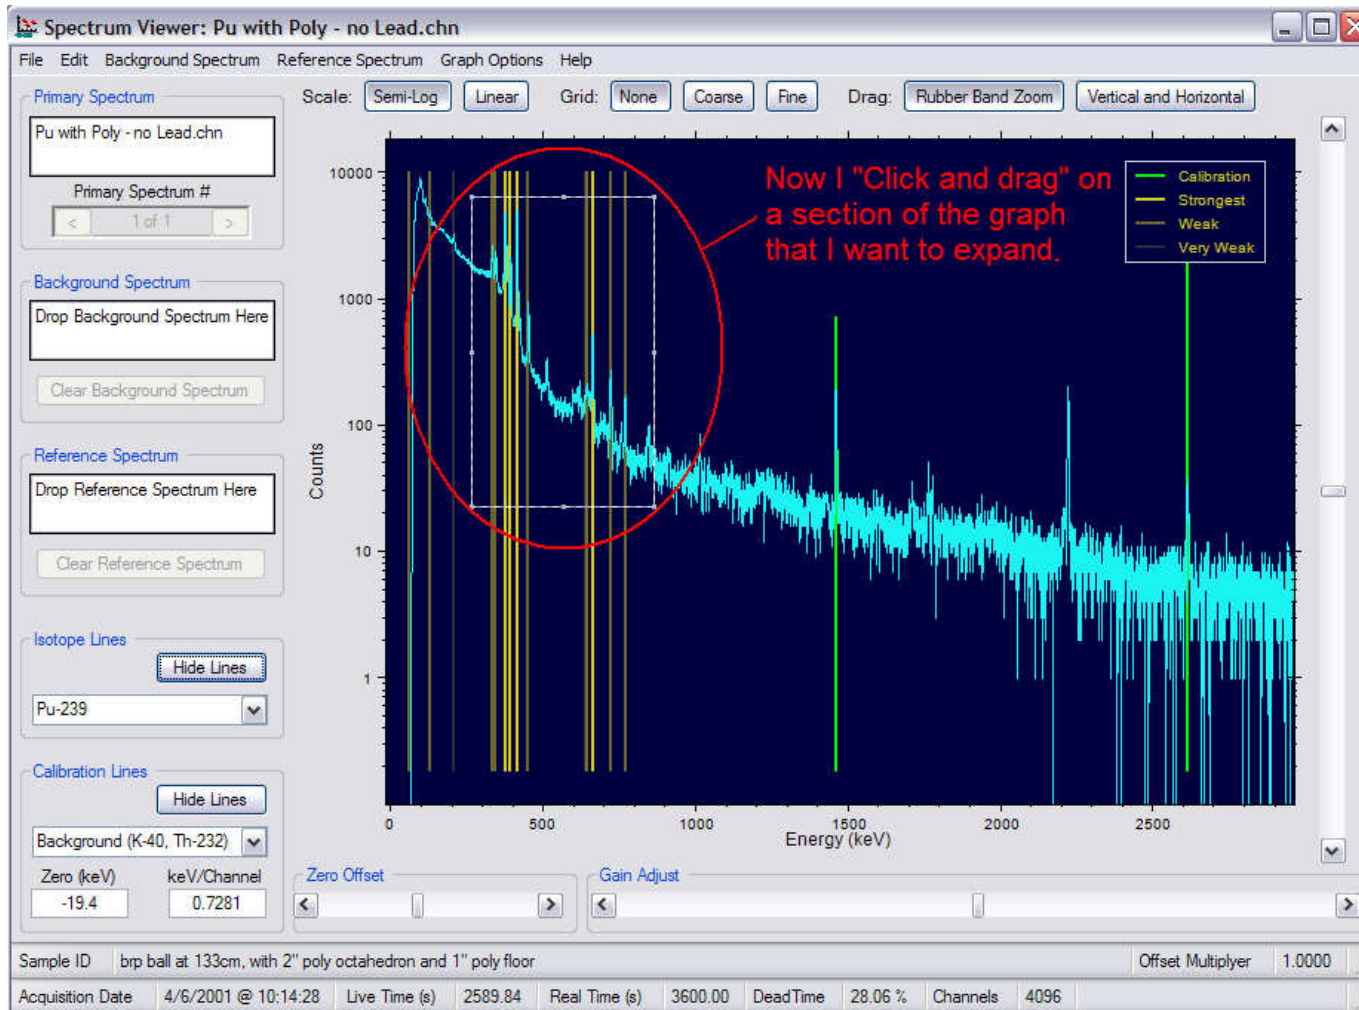 Spectrum Viewer: Pu with Poly - no Lead.chn
File Edit Background Spectrum Reference Spectrum Graph Options Help
Primary Spectrum
Pu with Poly - no Lead.chn
Primary Spectrum #
< 1 of 1 >
Background Spectrum
Drop Background Spectrum Here
Clear Background Spectrum
Reference Spectrum
Drop Reference Spectrum Here
Clear Reference Spectrum
Isotope Lines
Hide Lines
Pu-239
Calibration Lines
Hide Lines
Background (K-40, Th-232)
Zero (keV) keV/Channel
-19.4 0.7281
Scale: Semi-Log Linear Grid: None Coarse Fine Drag: Rubber Band Zoom Vertical and Horizontal
Now I "Click and drag" on
a section of the graph
that I want to expand.
Calibration
Strongest
Weak
Very Weak
Counts
10000
1000
100
10
1
0 500 1000 1500 2000 2500
Energy (keV)
Zero Offset
Gain Adjust
Sample ID brp ball at 133cm, with 2" poly octahedron and 1" poly floor Offset Multiplyer 1.0000
Acquisition Date 4/6/2001 @ 10:14:28 Live Time (s) 2589.84 Real Time (s) 3600.00 DeadTime 28.06 % Channels 4096